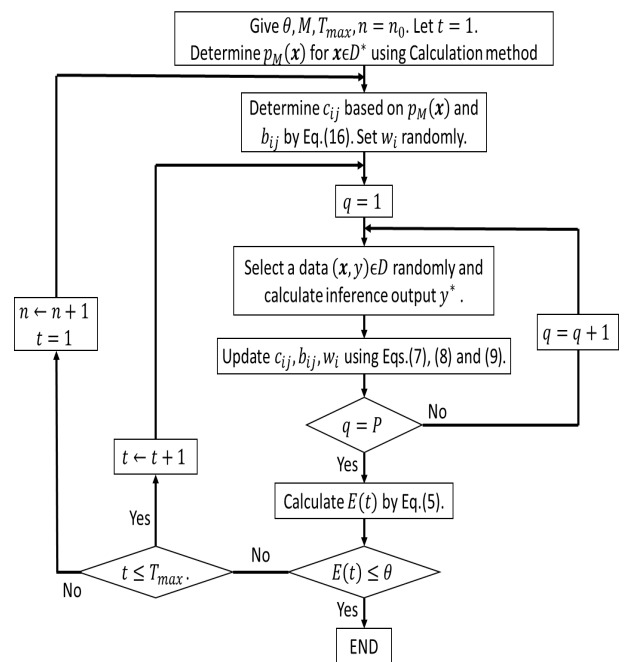 Give θ, M, T_max, n = n_0. Let t = 1.
Determine p_M(x) for x∈D* using Calculation method
Determine c_ij based on p_M(x) and
b_ij by Eq.(16). Set w_i randomly.
q = 1
Select a data (x, y)∈D randomly and
calculate inference output y* .
n ← n + 1
t = 1
q = q + 1
Update c_ij, b_ij, w_i using Eqs.(7), (8) and (9).
q = P
No
Yes
t ← t + 1
Calculate E(t) by Eq.(5).
Yes
t ≤ T_max.
No
No
E(t) ≤ θ
Yes
END